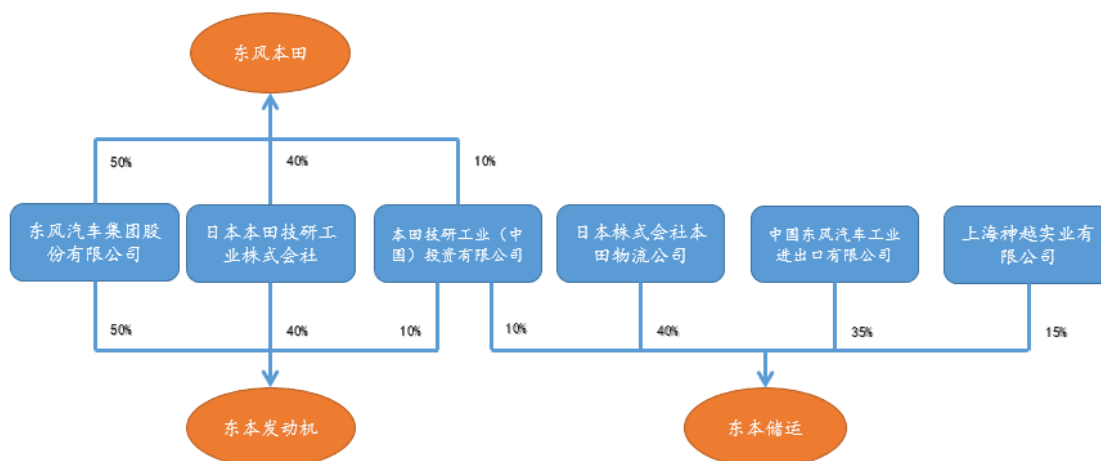 东风本田
50%
40%
10%
东风汽车集团股
份有限公司
日本本田技研工
业株式会社
本田技研工业（中
国）投资有限公司
日本株式会社本
田物流公司
中国东风汽车工业
进出口有限公司
上海神越实业有
限公司
50%
40%
10%
10%
40%
35%
15%
东本发动机
东本储运